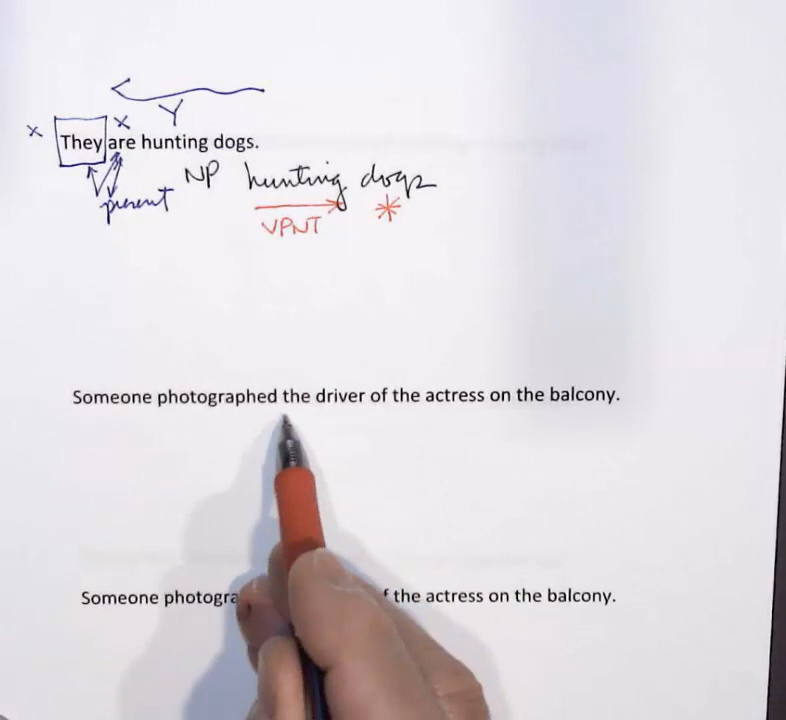 Y
x x
They are hunting dogs.
NP hunting dogs
present
VPNT *
Someone photographed the driver of the actress on the balcony.
Someone the actress on the balcony.